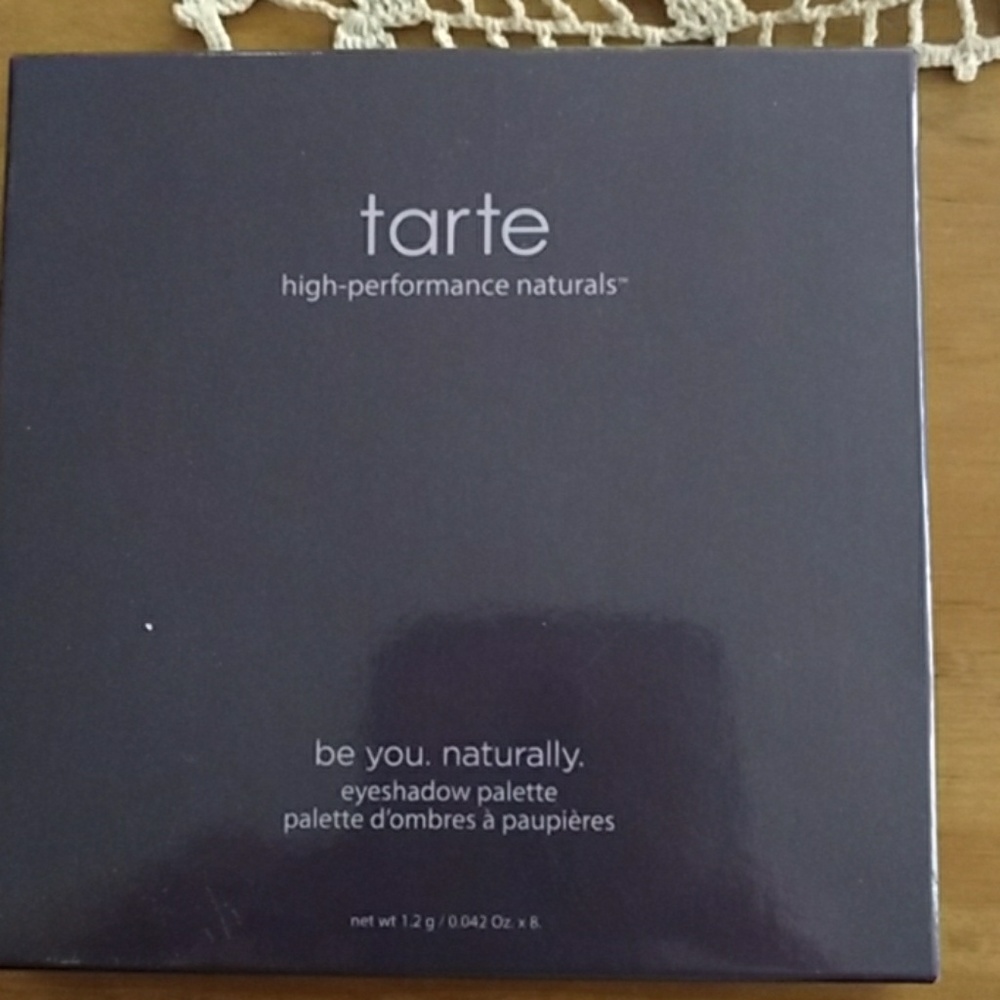 tarte
high-performance naturals™
be you. naturally.
eyeshadow palette
palette d'ombres à paupières
net wt 1.2 g / 0.042 Oz. x 8.